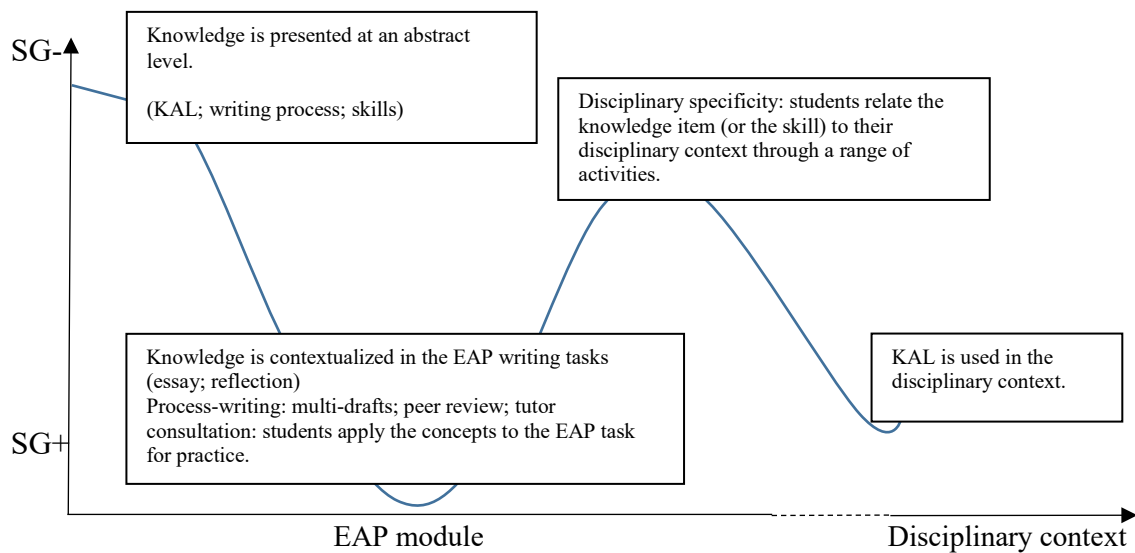 SG-
Knowledge is presented at an abstract
level.
(KAL; writing process; skills)
Disciplinary specificity: students relate the
knowledge item (or the skill) to their
disciplinary context through a range of
activities.
Knowledge is contextualized in the EAP writing tasks
(essay; reflection)
Process-writing: multi-drafts; peer review; tutor
consultation: students apply the concepts to the EAP task
for practice.
KAL is used in the
disciplinary context.
SG+
EAP module
Disciplinary context